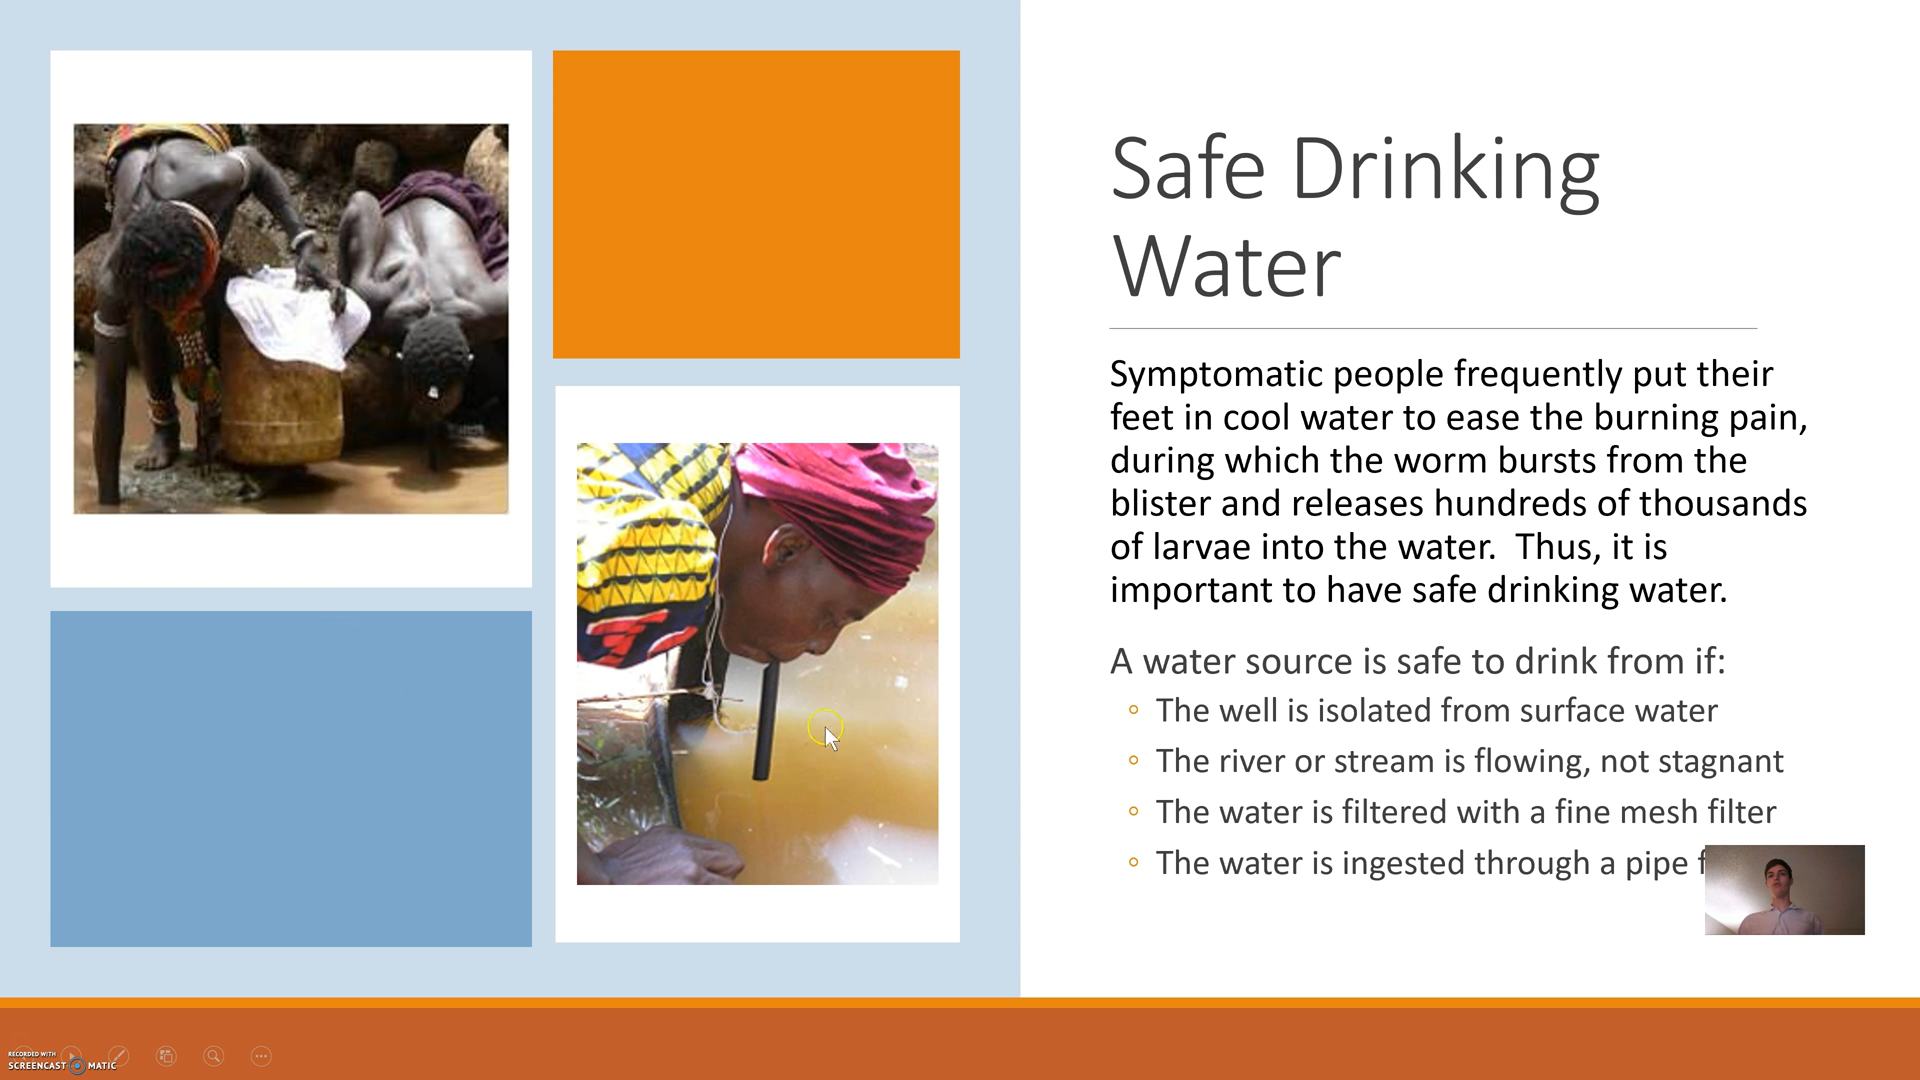 Safe Drinking
Water
Symptomatic people frequently put their
feet in cool water to ease the burning pain,
during which the worm bursts from the
blister and releases hundreds of thousands
of larvae into the water.  Thus, it is
important to have safe drinking water.
A water source is safe to drink from if:
The well is isolated from surface water
The river or stream is flowing, not stagnant
The water is filtered with a fine mesh filter
The water is ingested through a pipe
RECORDED WITH
SCREENCAST MATIC